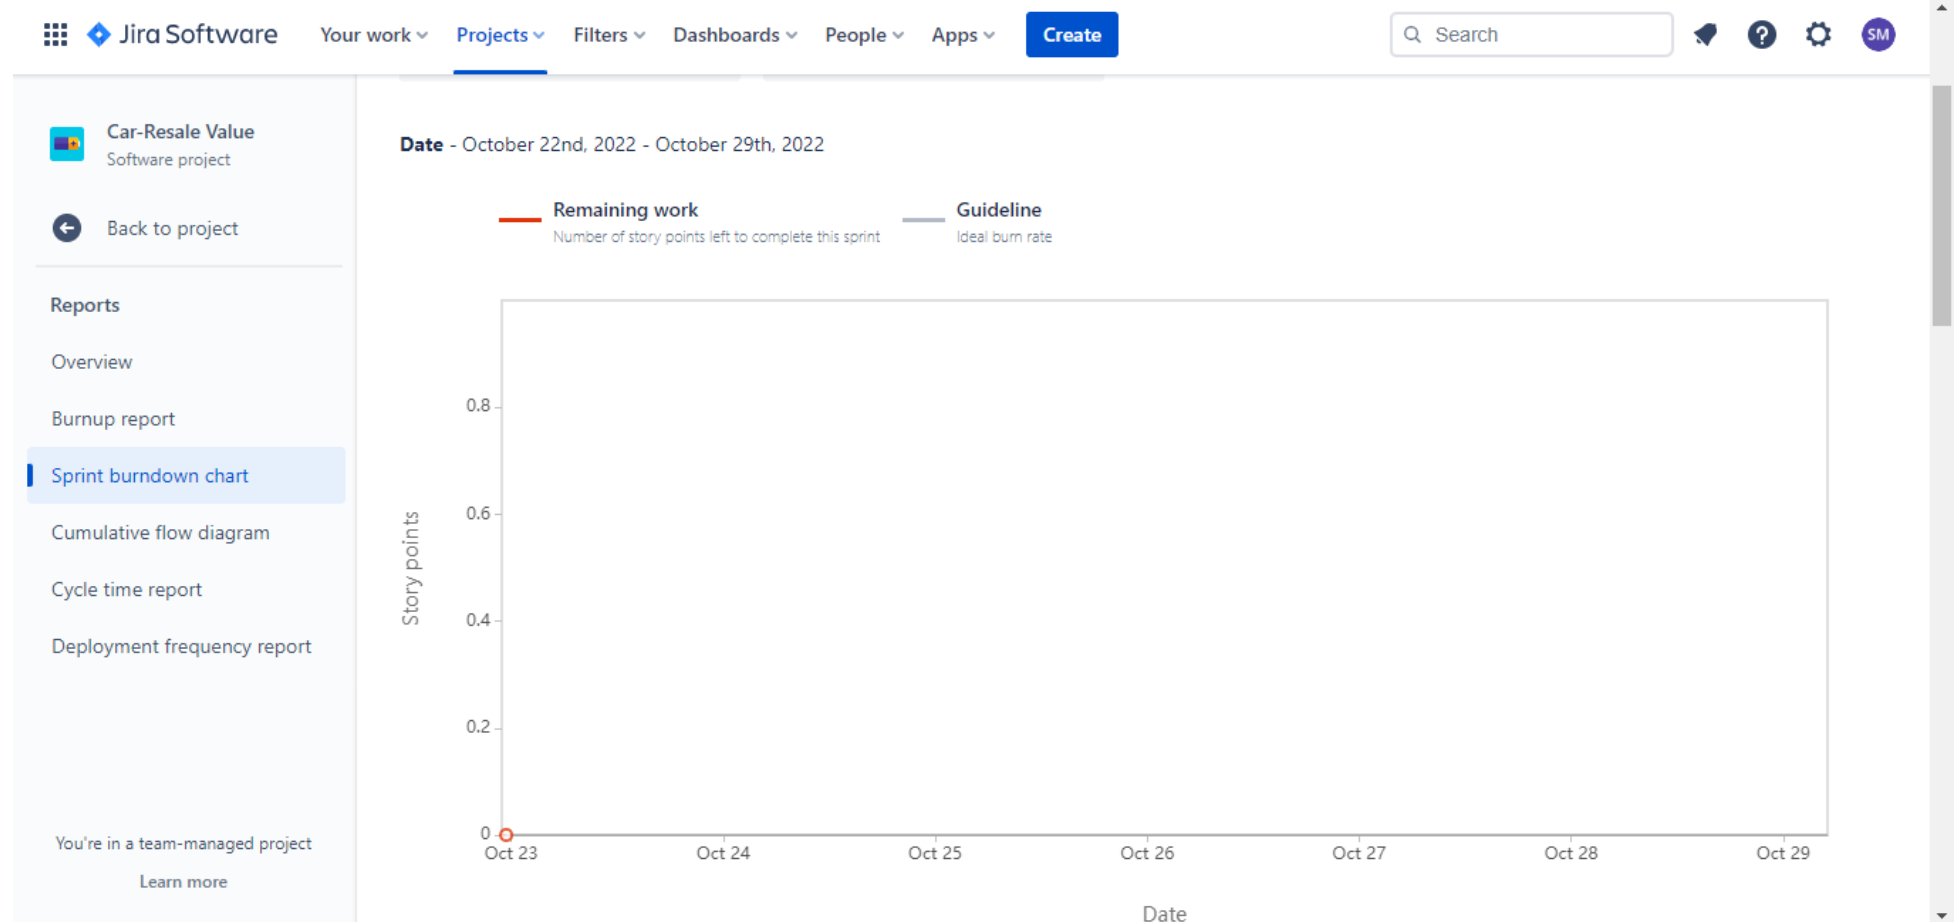 Jira Software Your work Projects Filters Dashboards People Apps Create Search SM
Car-Resale Value
Software project
Back to project
Reports
Overview
Burnup report
Sprint burndown chart
Cumulative flow diagram
Cycle time report
Deployment frequency report
You're in a team-managed project
Learn more
Date - October 22nd, 2022 - October 29th, 2022
Remaining work
Number of story points left to complete this sprint
Guideline
Ideal burn rate
Story points
0.8
0.6
0.4
0.2
0
Oct 23 Oct 24 Oct 25 Oct 26 Oct 27 Oct 28 Oct 29
Date